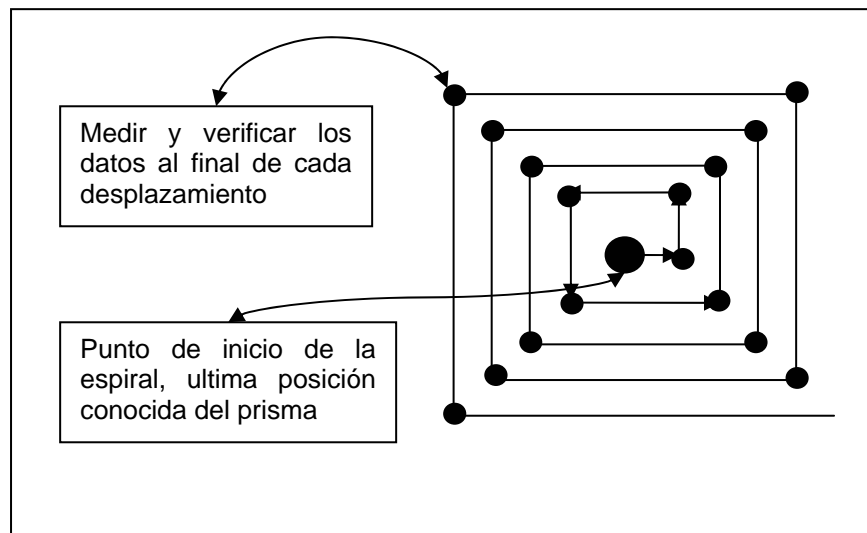 Medir y verificar los
datos al final de cada
desplazamiento
Punto de inicio de la
espiral, ultima posición
conocida del prisma